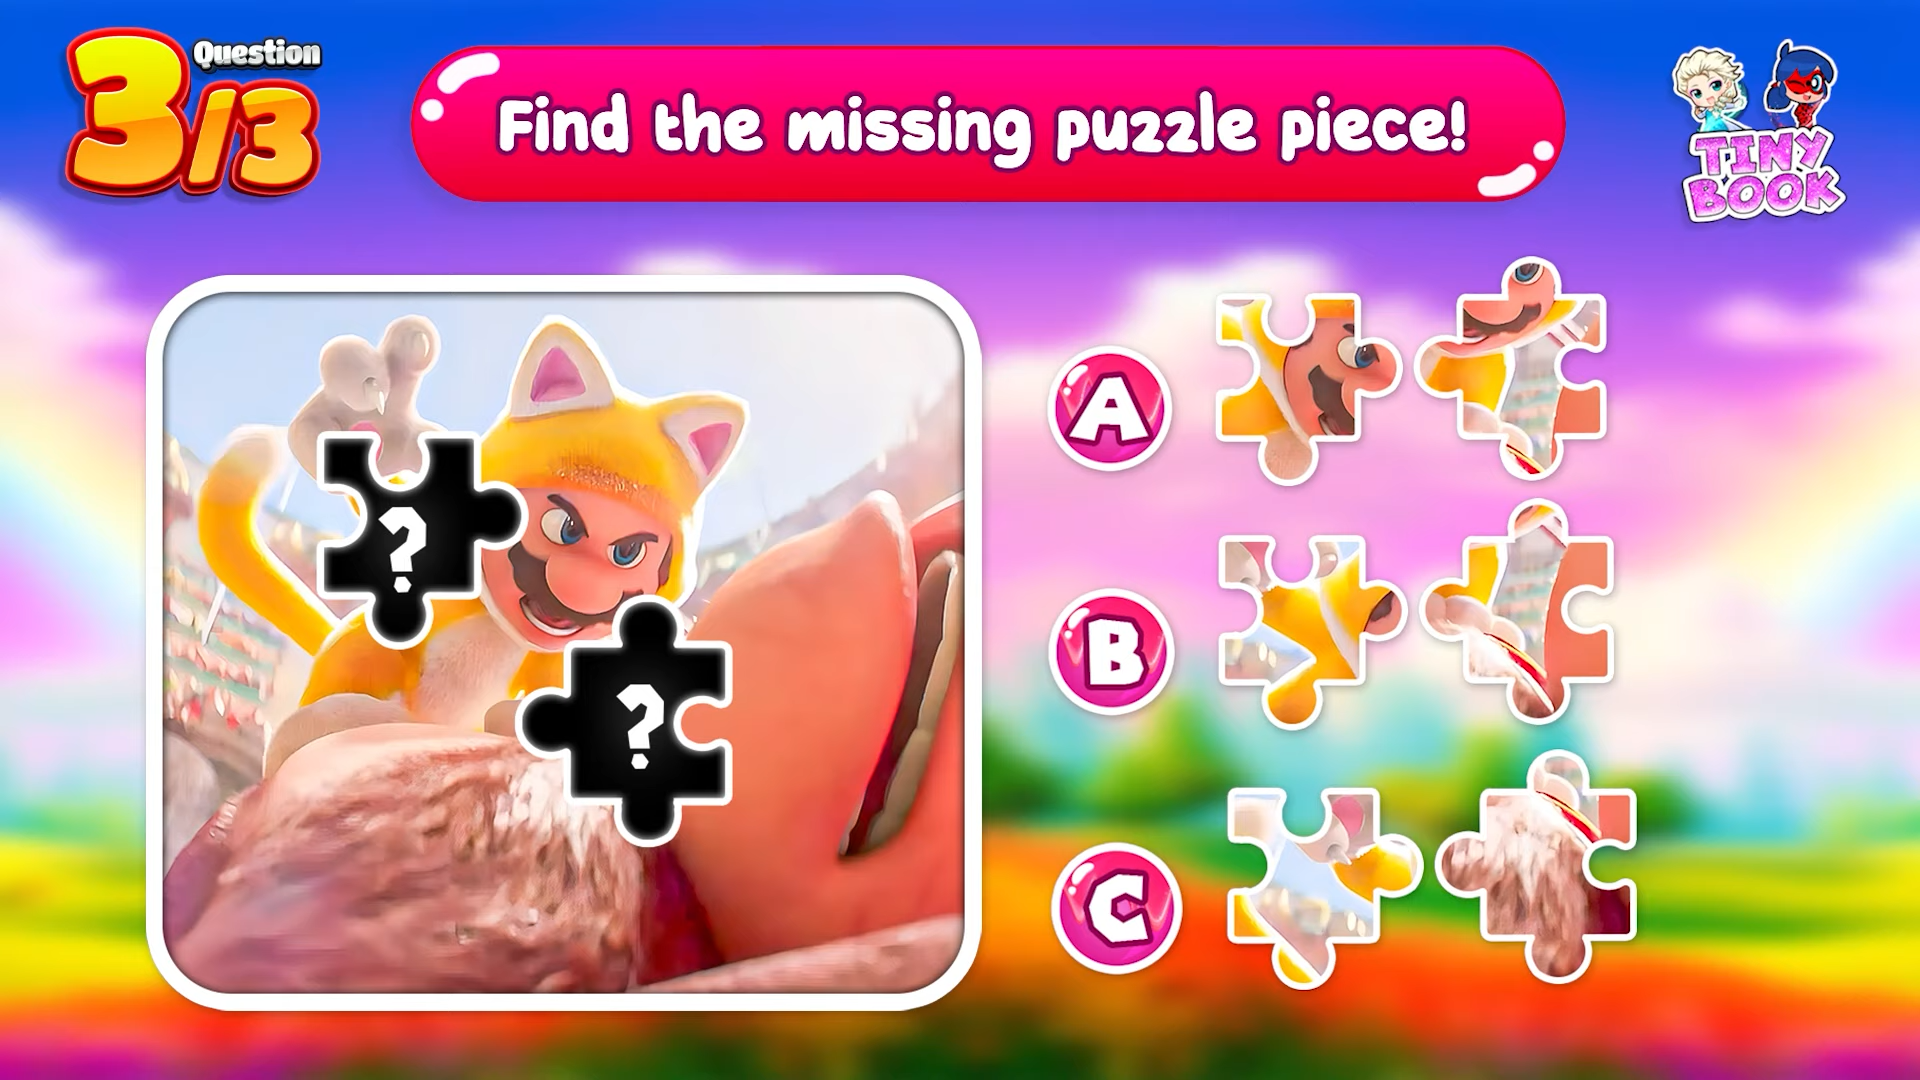 3/3
Question
Find the missing puzzle piece!
TINY
BOOK
?
?
A
B
C